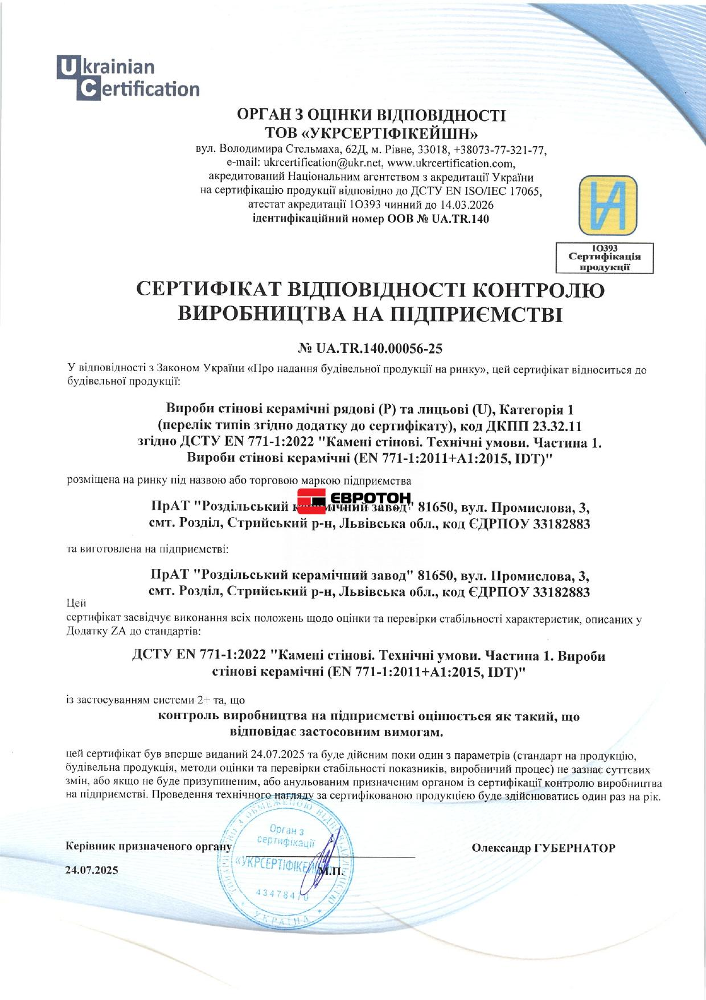 Ukrainian
Certification
ОРГАН З ОЦІНКИ ВІДПОВІДНОСТІ
ТОВ «УКРСЕРТІФІКЕЙШН»
вул. Володимира Стельмаха, 62Д, м. Рівне, 33018, +38073-77-321-77,
e-mail: ukrcertification@ukr.net, www.ukrcertification.com,
акредитований Національним агентством з акредитації України
на сертифікацію продукції відповідно до ДСТУ EN ISO/IEC 17065,
атестат акредитації 1О393 чинний до 14.03.2026
ідентифікаційний номер ООВ № UA.TR.140
1О393
Сертифікація
продукції
СЕРТИФІКАТ ВІДПОВІДНОСТІ КОНТРОЛЮ
ВИРОБНИЦТВА НА ПІДПРИЄМСТВІ
№ UA.TR.140.00056-25
У відповідності з Законом України «Про надання будівельної продукції на ринку», цей сертифікат відноситься до
будівельної продукції:
Вироби стінові керамічні рядові (Р) та лицьові (U), Категорія 1
(перелік типів згідно додатку до сертифікату), код ДКПП 23.32.11
згідно ДСТУ EN 771-1:2022 "Камені стінові. Технічні умови. Частина 1.
Вироби стінові керамічні (EN 771-1:2011+A1:2015, IDT)"
розміщена на ринку під назвою або торговою маркою підприємства
ЄВРОТОН
ПрАТ "Роздільський керамічний завод" 81650, вул. Промислова, 3,
смт. Розділ, Стрийський р-н, Львівська обл., код ЄДРПОУ 33182883
та виготовлена на підприємстві:
ПрАТ "Роздільський керамічний завод" 81650, вул. Промислова, 3,
смт. Розділ, Стрийський р-н, Львівська обл., код ЄДРПОУ 33182883
Цей
сертифікат засвідчує виконання всіх положень щодо оцінки та перевірки стабільності характеристик, описаних у
Додатку ZA до стандартів:
ДСТУ EN 771-1:2022 "Камені стінові. Технічні умови. Частина 1. Вироби
стінові керамічні (EN 771-1:2011+A1:2015, IDT)"
із застосуванням системи 2+ та, що
контроль виробництва на підприємстві оцінюється як такий, що
відповідає застосовним вимогам.
цей сертифікат був вперше виданий 24.07.2025 та буде дійсним поки один з параметрів (стандарт на продукцію,
будівельна продукція, методи оцінки та перевірки стабільності показників, виробничий процес) не зазнає суттєвих
змін, або якщо не буде призупиненим, або анульованим призначеним органом із сертифікації контролю виробництва
на підприємстві. Проведення технічного нагляду за сертифікованою продукцією буде здійснюватись один раз на рік.
ТОВАРИСТВО З ОБМЕЖЕНОЮ ВІДПОВІДАЛЬНІСТЮ
Орган з
сертифікації
Керівник призначеного органу
Олександр ГУБЕРНАТОР
24.07.2025
М.П.
43478470
* УКРАЇНА *